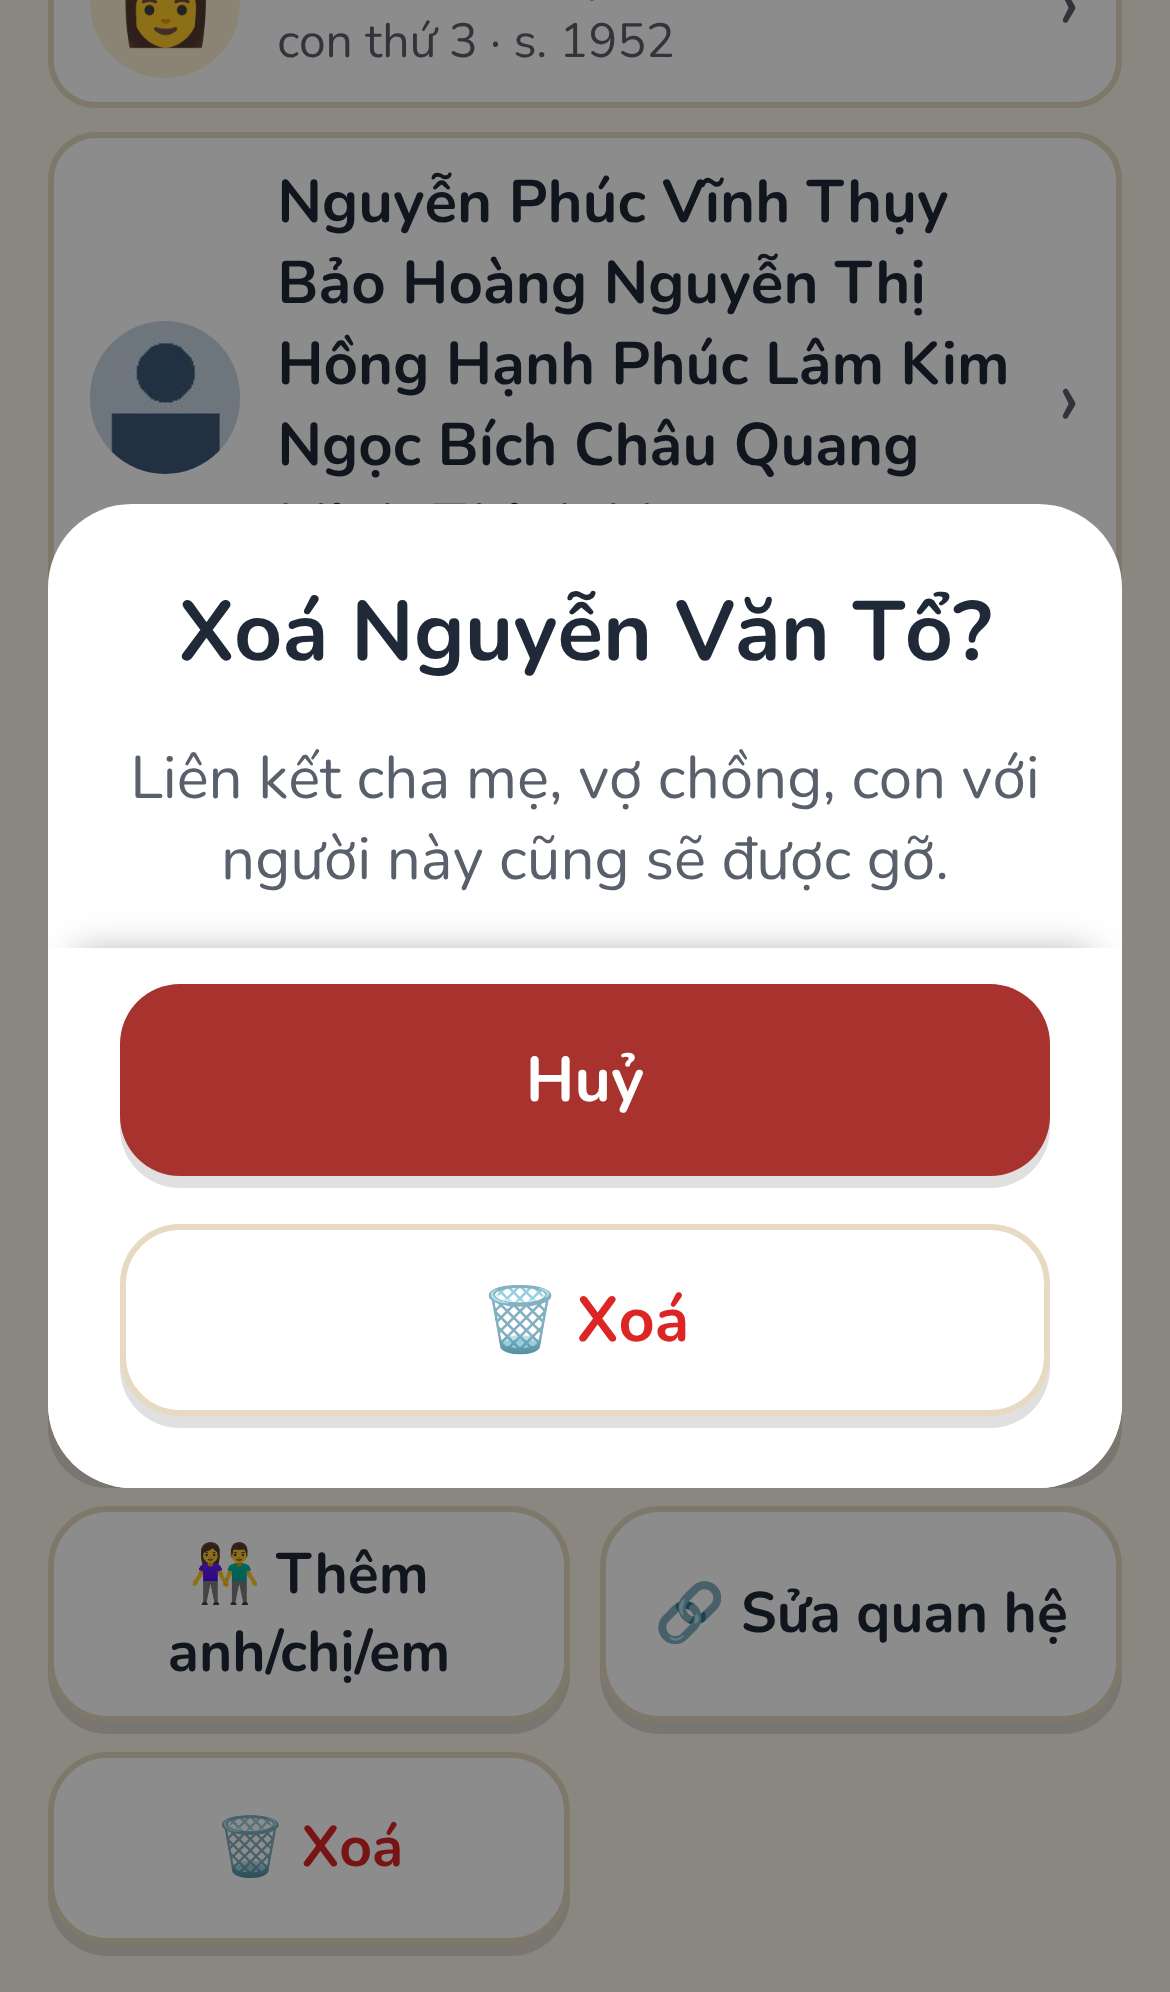 con thứ 3 · s. 1952
Nguyễn Phúc Vĩnh Thụy
Bảo Hoàng Nguyễn Thị
Hồng Hạnh Phúc Lâm Kim
Ngọc Bích Châu Quang
Xoá Nguyễn Văn Tổ?
Liên kết cha mẹ, vợ chồng, con với
người này cũng sẽ được gỡ.
Huỷ
Xoá
Thêm
anh/chị/em
Sửa quan hệ
Xoá